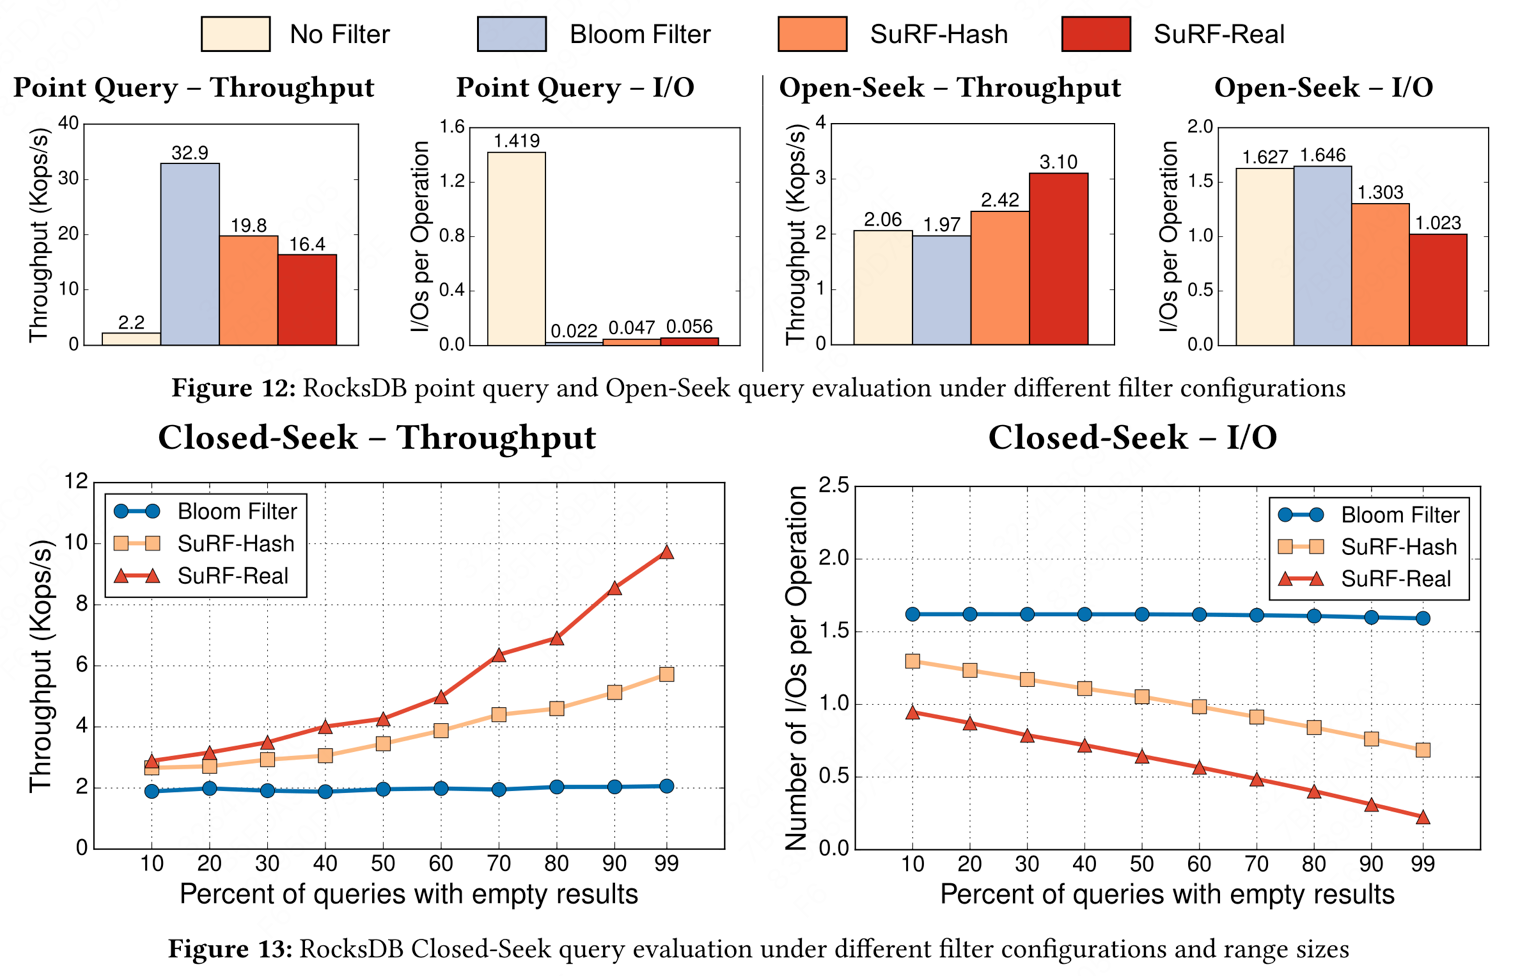 No Filter Bloom Filter SuRF-Hash SuRF-Real
Point Query – Throughput
Throughput (Kops/s)
40
30
20
10
0
2.2
32.9
19.8
16.4
Point Query – I/O
I/Os per Operation
1.6
1.2
0.8
0.4
0.0
1.419
0.022
0.047
0.056
Open-Seek – Throughput
Throughput (Kops/s)
4
3
2
1
0
2.06
1.97
2.42
3.10
Open-Seek – I/O
I/Os per Operation
2.0
1.5
1.0
0.5
0.0
1.627
1.646
1.303
1.023
Figure 12: RocksDB point query and Open-Seek query evaluation under different filter configurations
Closed-Seek – Throughput
Throughput (Kops/s)
12
10
8
6
4
2
0
Bloom Filter
SuRF-Hash
SuRF-Real
10 20 30 40 50 60 70 80 90 99
Percent of queries with empty results
Closed-Seek – I/O
Number of I/Os per Operation
2.5
2.0
1.5
1.0
0.5
0.0
Bloom Filter
SuRF-Hash
SuRF-Real
10 20 30 40 50 60 70 80 90 99
Percent of queries with empty results
Figure 13: RocksDB Closed-Seek query evaluation under different filter configurations and range sizes